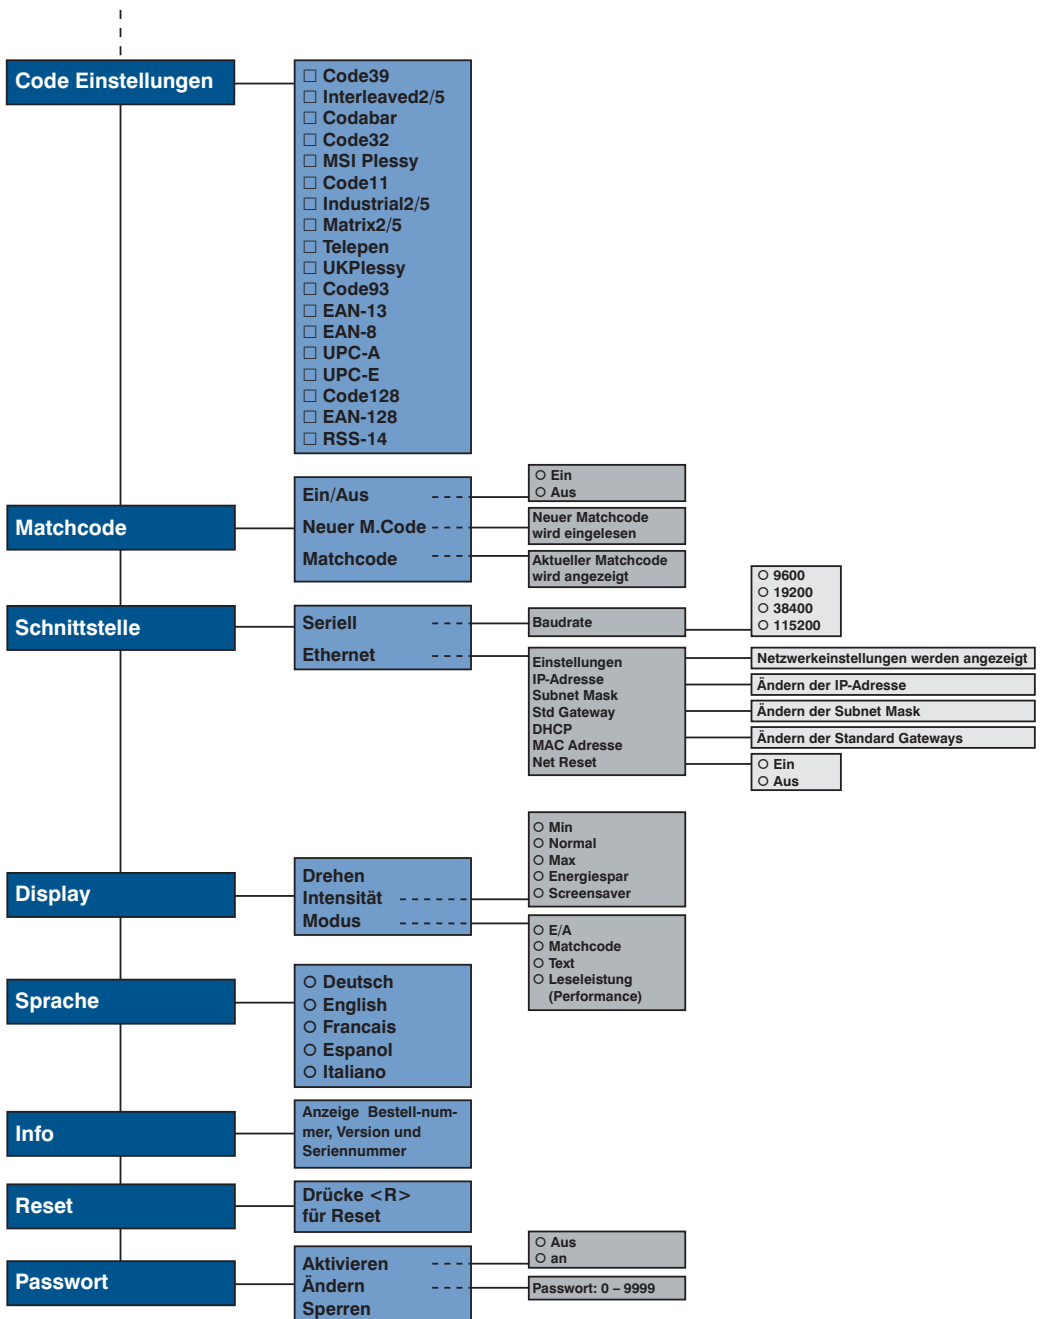 Code Einstellungen
☐ Code39
☐ Interleaved2/5
☐ Codabar
☐ Code32
☐ MSI Plessy
☐ Code11
☐ Industrial2/5
☐ Matrix2/5
☐ Telepen
☐ UKPlessy
☐ Code93
☐ EAN-13
☐ EAN-8
☐ UPC-A
☐ UPC-E
☐ Code128
☐ EAN-128
☐ RSS-14
Matchcode
Ein/Aus
Neuer M.Code
Matchcode
○ Ein
○ Aus
Neuer Matchcode
wird eingelesen
Aktueller Matchcode
wird angezeigt
Schnittstelle
Seriell
Ethernet
Baudrate
○ 9600
○ 19200
○ 38400
○ 115200
Einstellungen
IP-Adresse
Subnet Mask
Std Gateway
DHCP
MAC Adresse
Net Reset
Netzwerkeinstellungen werden angezeigt
Ändern der IP-Adresse
Ändern der Subnet Mask
Ändern der Standard Gateways
○ Ein
○ Aus
Display
Drehen
Intensität
Modus
○ Min
○ Normal
○ Max
○ Energiespar
○ Screensaver
○ E/A
○ Matchcode
○ Text
○ Leseleistung
(Performance)
Sprache
○ Deutsch
○ English
○ Francais
○ Espanol
○ Italiano
Info
Anzeige Bestell-num-
mer, Version und
Seriennummer
Reset
Drücke <R>
für Reset
Passwort
Aktivieren
Ändern
Sperren
○ Aus
○ an
Passwort: 0 – 9999